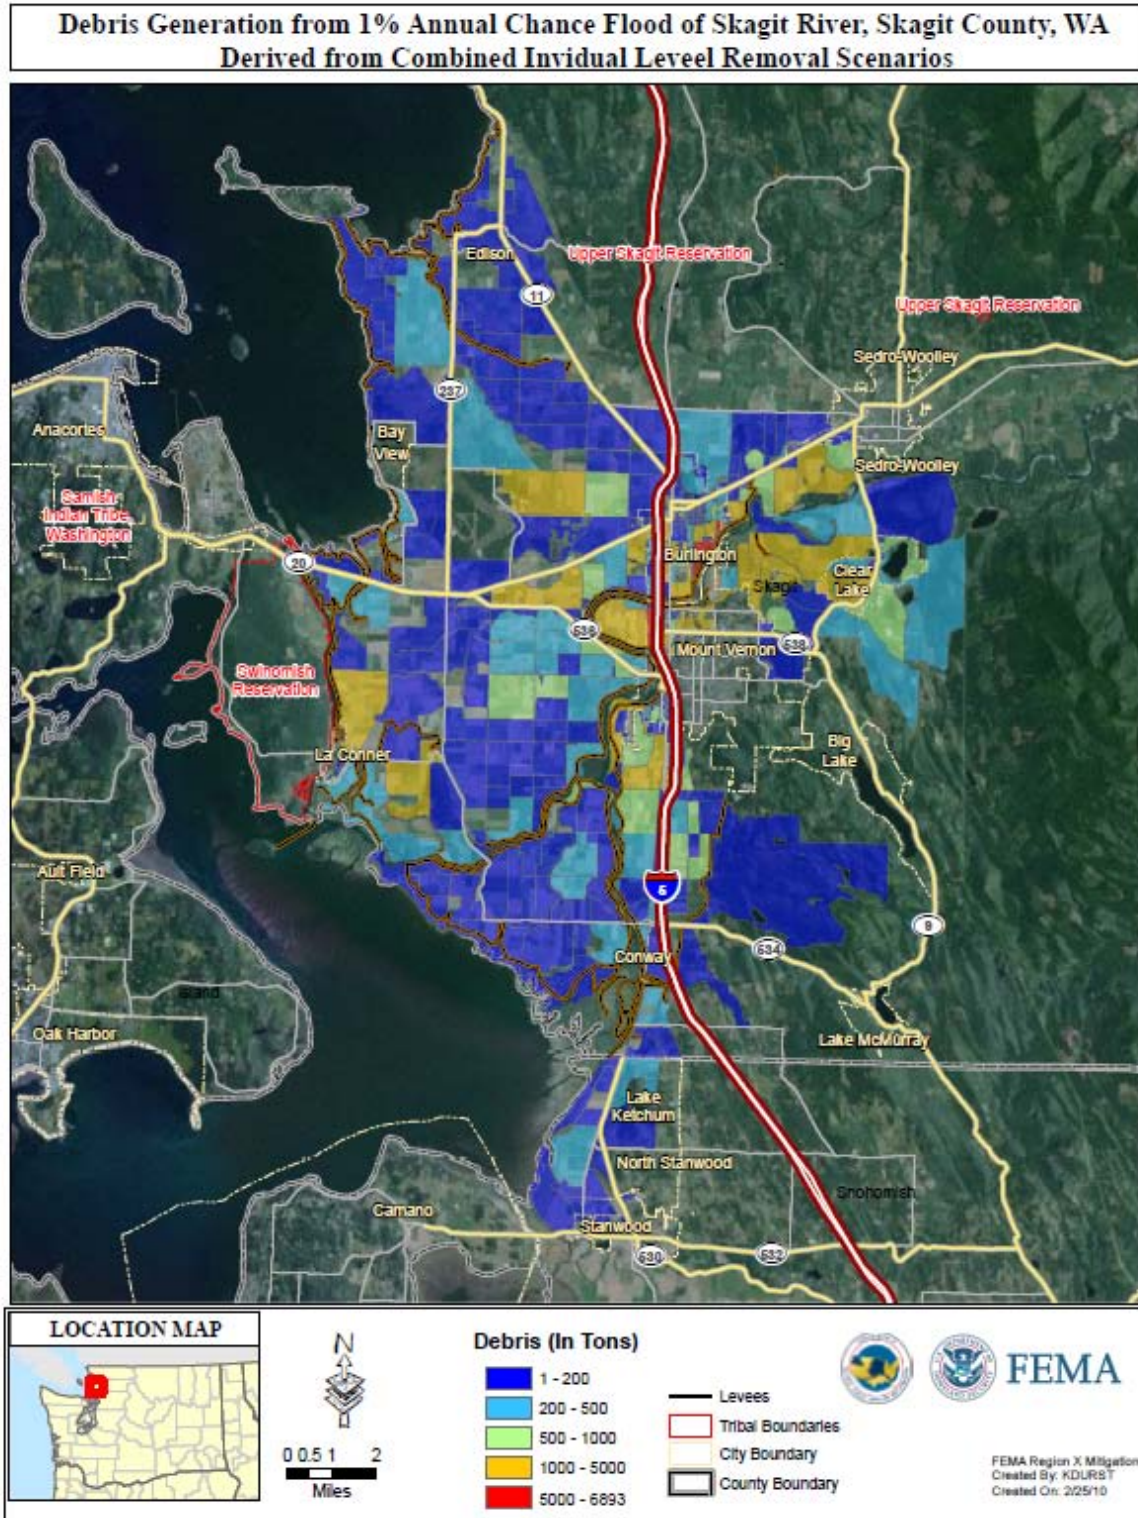 Debris Generation from 1% Annual Chance Flood of Skagit River, Skagit County, WA
Derived from Combined Invidual Leveel Removal Scenarios
Edison
Upper Skagit Reservation
11
Upper Skagit Reservation
Sedro-Woolley
237
Anacortes
Bay
View
Sedro-Woolley
Samish
Indian Tribe,
Washington
Burlington
20
Skagit
Clear
Lake
536
538
Mount Vernon
Swinomish
Reservation
La Conner
Big
Lake
Ault Field
5
9
534
Conway
Island
Oak Harbor
Lake McMurray
Lake
Ketchum
North Stanwood
Snohomish
Camano
Stanwood
530
532
LOCATION MAP
N
0 0.5 1 2
Miles
Debris (In Tons)
1 - 200
200 - 500
500 - 1000
1000 - 5000
5000 - 6893
Levees
Tribal Boundaries
City Boundary
County Boundary
FEMA
FEMA Region X Mitigation
Created By: KDURST
Created On: 2/25/10